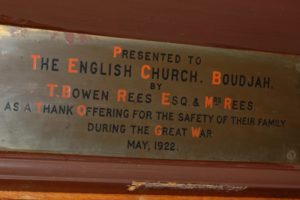 PRESENTED TO
THE ENGLISH CHURCH, BOUDJAH,
BY
T. BOWEN REES ESQ. & MRS REES,
AS A THANK OFFERING FOR THE SAFETY OF THEIR FAMILY
DURING THE GREAT WAR
MAY, 1922.